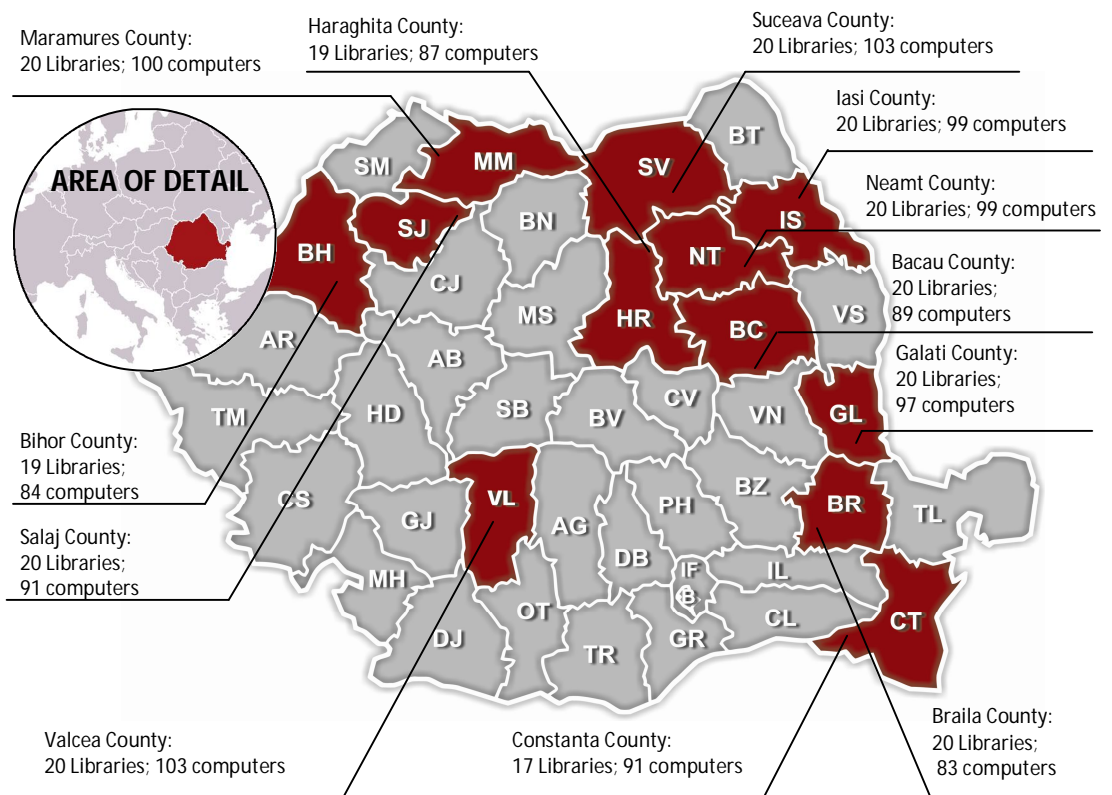 Maramures County:
20 Libraries; 100 computers
Haraghita County:
19 Libraries; 87 computers
Suceava County:
20 Libraries; 103 computers
Iasi County:
20 Libraries; 99 computers
Neamt County:
20 Libraries; 99 computers
Bacau County:
20 Libraries;
89 computers
Galati County:
20 Libraries;
97 computers
AREA OF DETAIL
SM
MM
SV
BT
BH
SJ
BN
NT
IS
CJ
MS
HR
BC
VS
AR
AB
TM
HD
SB
BV
CV
VN
GL
Bihor County:
19 Libraries;
84 computers
CS
GJ
VL
AG
PH
BZ
BR
TL
Salaj County:
20 Libraries;
91 computers
MH
DB
IF
B
IL
DJ
OT
TR
GR
CL
CT
Valcea County:
20 Libraries; 103 computers
Constanta County:
17 Libraries; 91 computers
Braila County:
20 Libraries;
83 computers